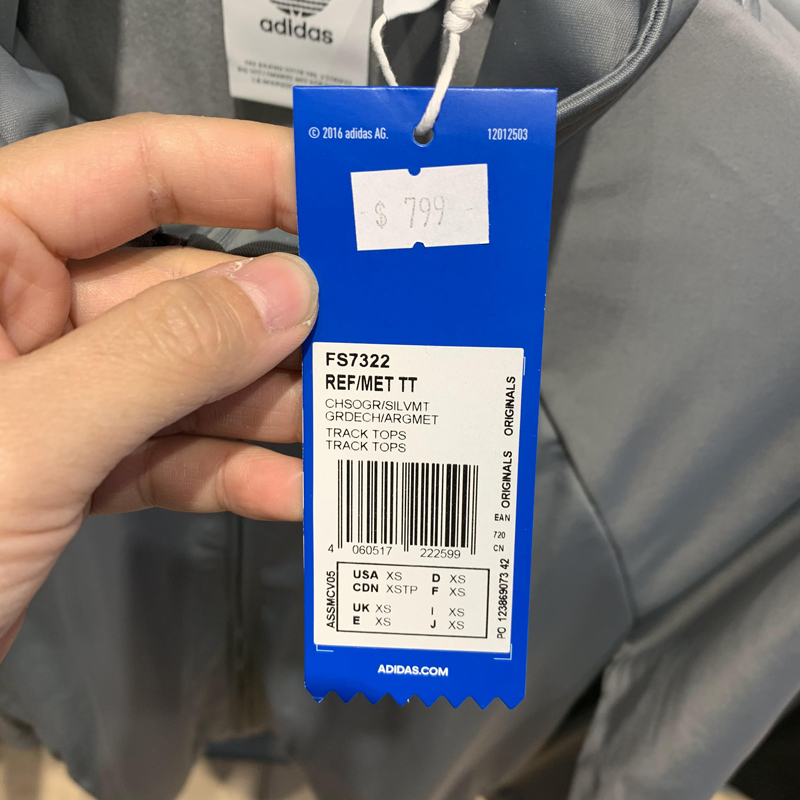 adidas
© 2016 adidas AG.
12012503
$ 799
FS7322
REF/MET TT
CHSOGR/SILVMT
GRDECH/ARGMET
TRACK TOPS
TRACK TOPS
ORIGINALS
ORIGINALS
EAN
720
CN
4 060517 222599
ASSMCV05
PO 123869073 42
USA XS D XS
CDN XSTP F XS
UK XS I XS
E XS J XS
ADIDAS.COM